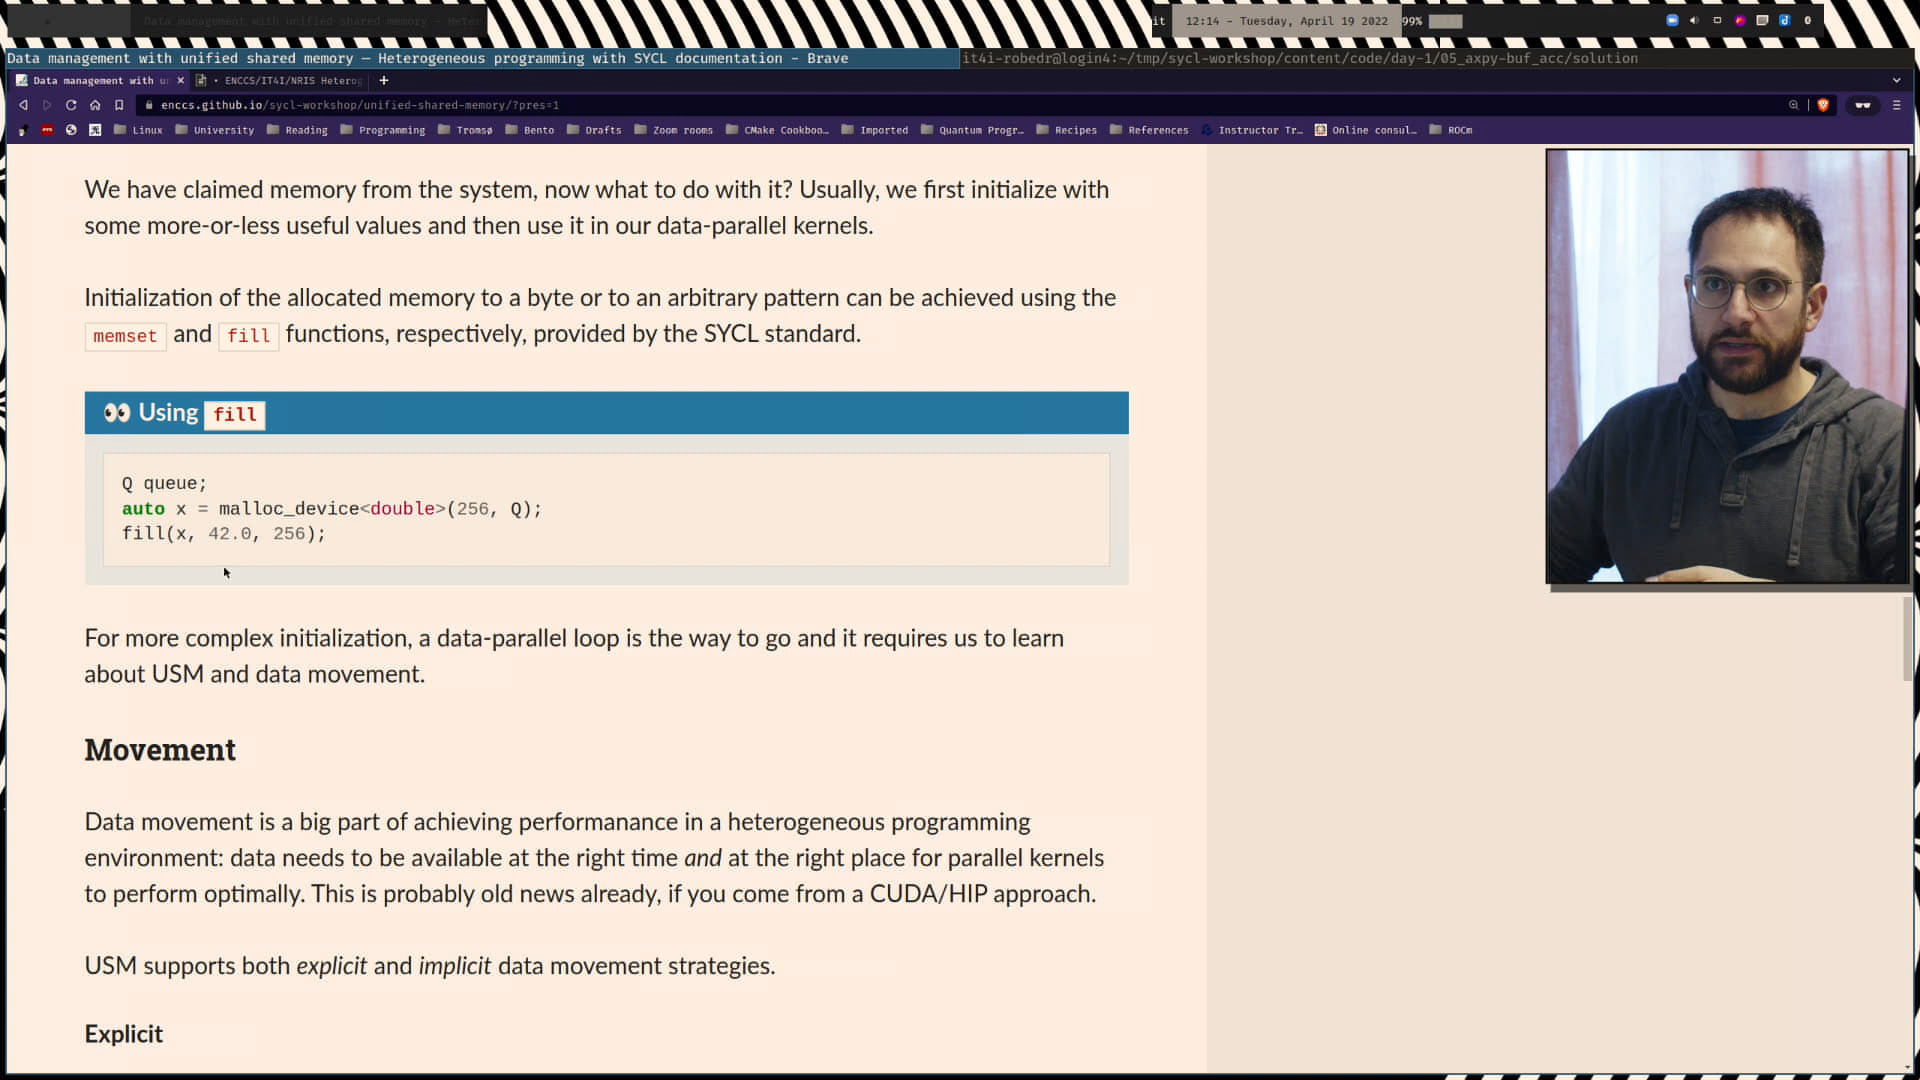 Data management with unified shared memory — Heter
it
12:14 - Tuesday, April 19 2022
99%
Data management with unified shared memory — Heterogeneous programming with SYCL documentation - Brave
it4i-robedr@login4:~/tmp/sycl-workshop/content/code/day-1/05_axpy-buf_acc/solution
Data management with u
ENCCS/IT4I/NRIS Heterog
enccs.github.io/sycl-workshop/unified-shared-memory/?pres=1
Linux
University
Reading
Programming
Tromsø
Bento
Drafts
Zoom rooms
CMake Cookboo…
Imported
Quantum Progr…
Recipes
References
Instructor Tr…
Online consul…
ROCm
We have claimed memory from the system, now what to do with it? Usually, we first initialize with
some more-or-less useful values and then use it in our data-parallel kernels.
Initialization of the allocated memory to a byte or to an arbitrary pattern can be achieved using the
memset and fill functions, respectively, provided by the SYCL standard.
👀 Using fill
Q queue;
auto x = malloc_device<double>(256, Q);
fill(x, 42.0, 256);
For more complex initialization, a data-parallel loop is the way to go and it requires us to learn
about USM and data movement.
Movement
Data movement is a big part of achieving performanance in a heterogeneous programming
environment: data needs to be available at the right time and at the right place for parallel kernels
to perform optimally. This is probably old news already, if you come from a CUDA/HIP approach.
USM supports both explicit and implicit data movement strategies.
Explicit